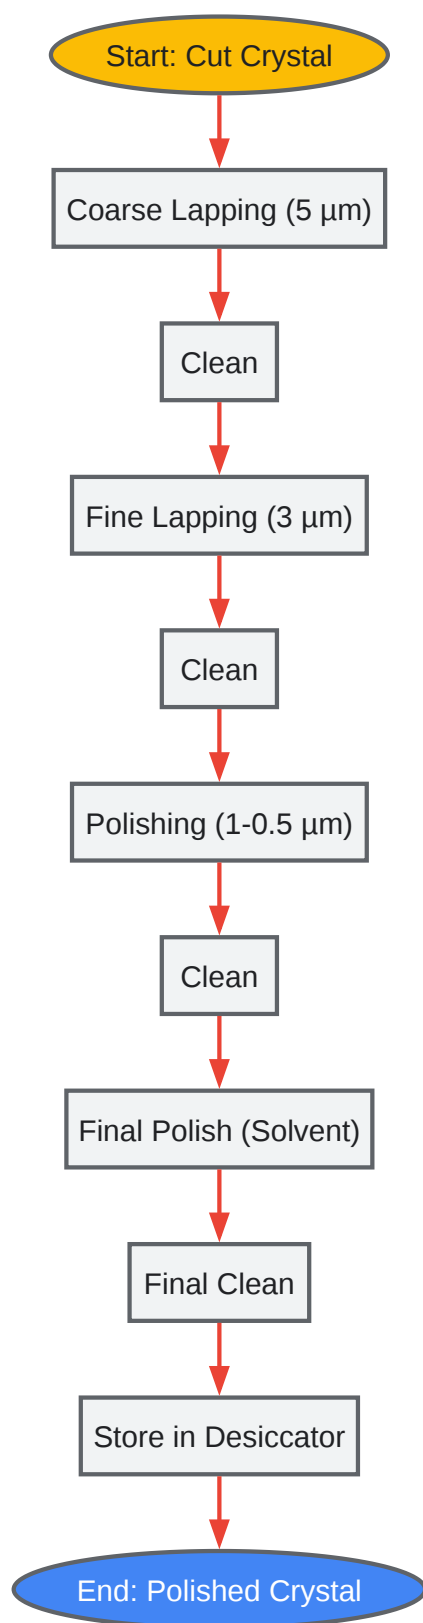 Start: Cut Crystal
Coarse Lapping (5 µm)
Clean
Fine Lapping (3 µm)
Clean
Polishing (1-0.5 µm)
Clean
Final Polish (Solvent)
Final Clean
Store in Desiccator
End: Polished Crystal